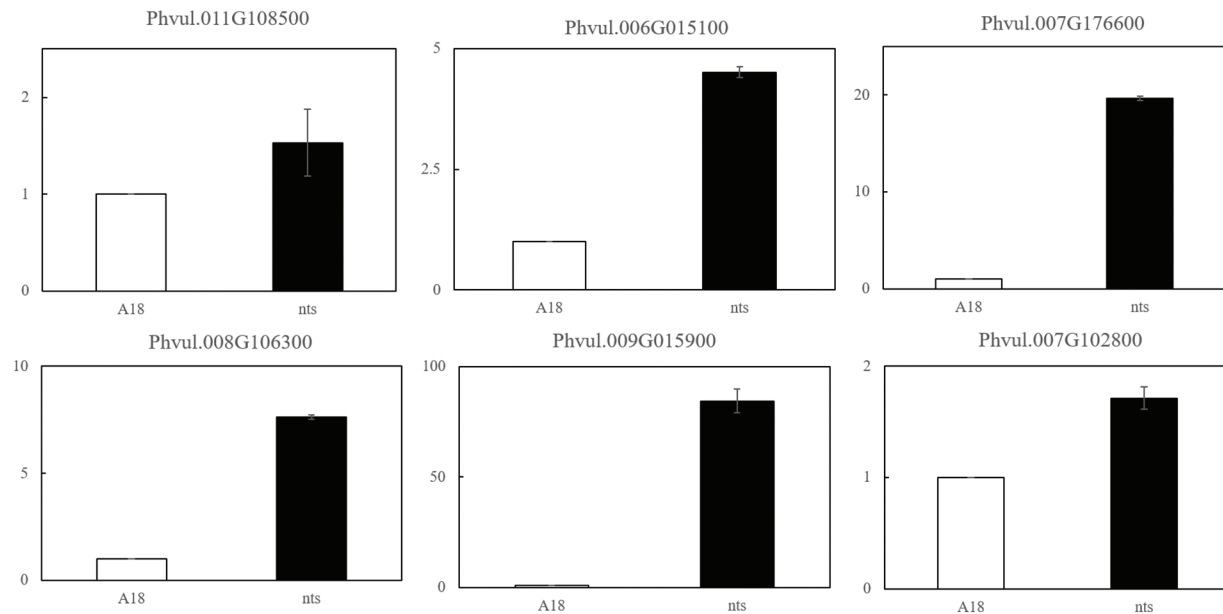 Phvul.011G108500
2
1
0
A18 nts
Phvul.006G015100
5
2.5
0
A18 nts
Phvul.007G176600
20
10
0
A18 nts
Phvul.008G106300
10
5
0
A18 nts
Phvul.009G015900
100
50
0
A18 nts
Phvul.007G102800
2
1
0
A18 nts